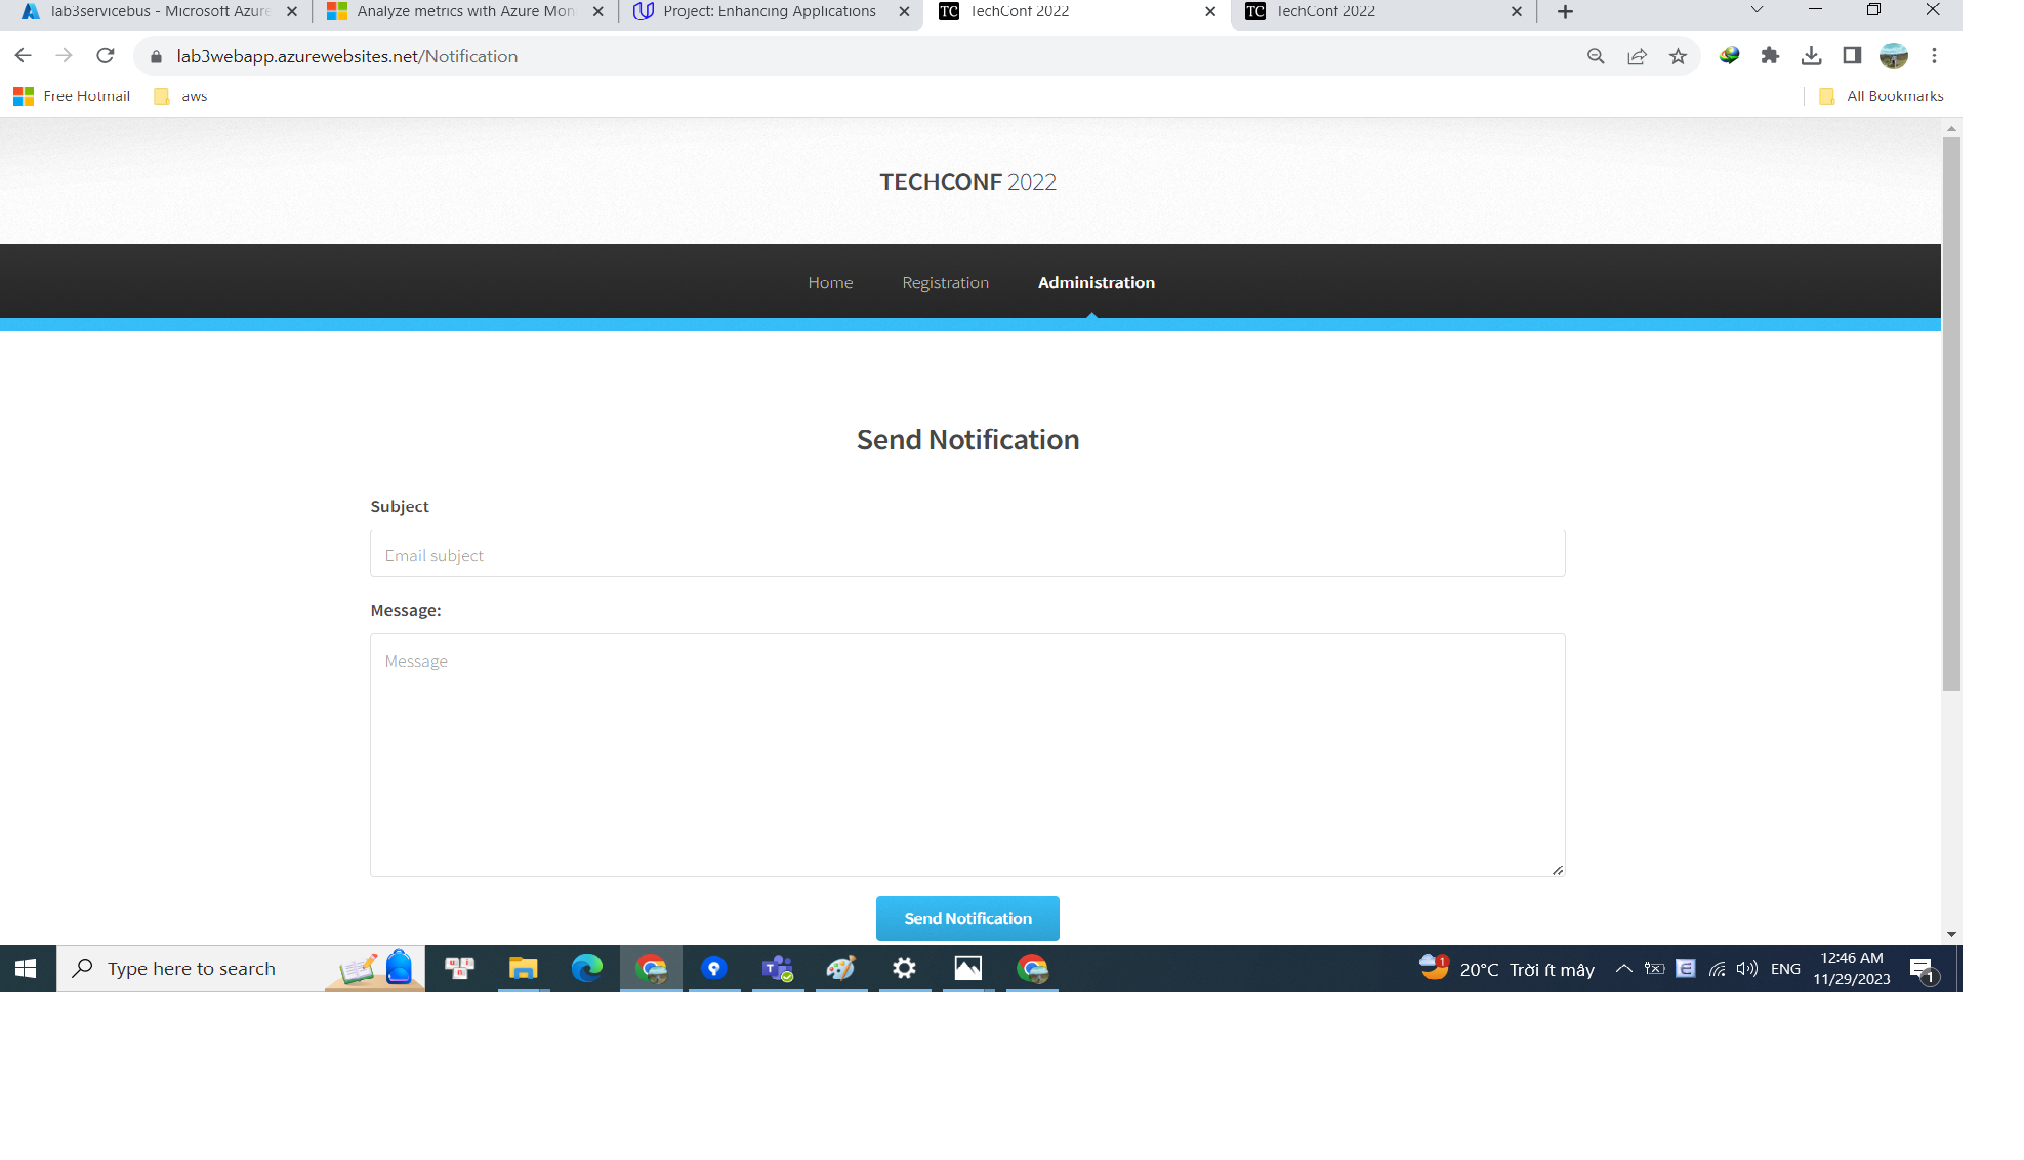 lab3servicebus - Microsoft Azure
Analyze metrics with Azure Mon
Project: Enhancing Applications
TC TechConf 2022
TC TechConf 2022
lab3webapp.azurewebsites.net/Notification
Free Hotmail
aws
All Bookmarks
TECHCONF 2022
Home
Registration
Administration
Send Notification
Subject
Email subject
Message:
Message
Send Notification
Type here to search
1
20°C Trời ít mây
ENG
12:46 AM
11/29/2023
1